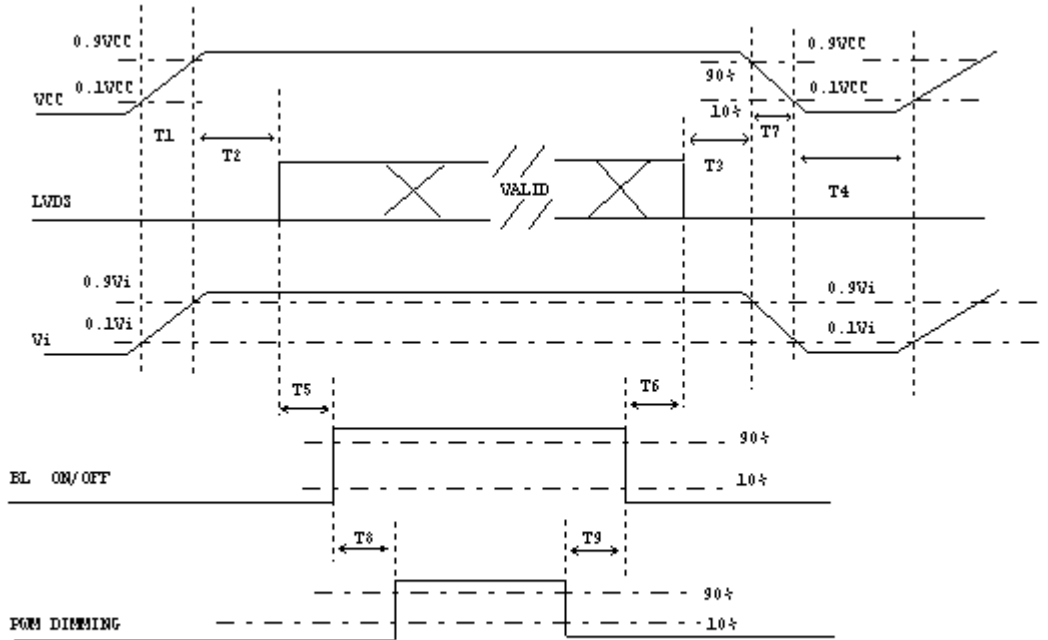 0.9VCC
0.9VCC
90%
0.1VCC
0.1VCC
VCC
10%
T1
T2
T3
T7
T4
VALID
LVDS
0.9Vi
0.9Vi
0.1Vi
0.1Vi
Vi
T5
T6
90%
BL ON/OFF
10%
T8
T9
90%
PWM DIMMING
10%